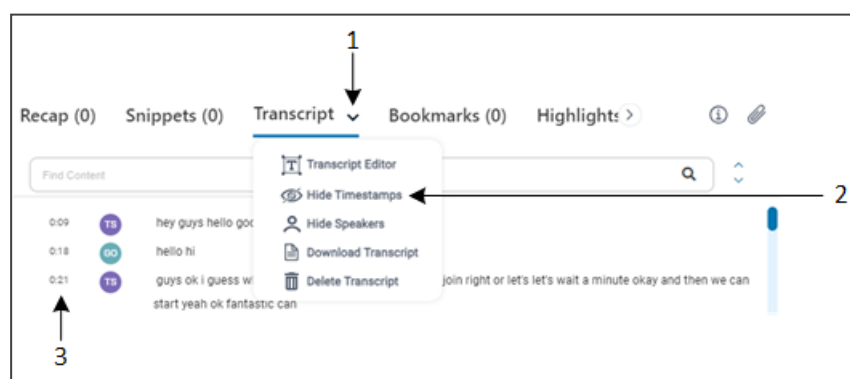 1
Recap (0) Snippets (0) Transcript Bookmarks (0) Highlights
Transcript Editor
Find Content
Hide Timestamps 2
0:09 TS hey guys hello goo Hide Speakers
0:18 GO hello hi Download Transcript
0:21 TS guys ok i guess w Delete Transcript join right or let's let's wait a minute okay and then we can
start yeah ok fantastic can
3